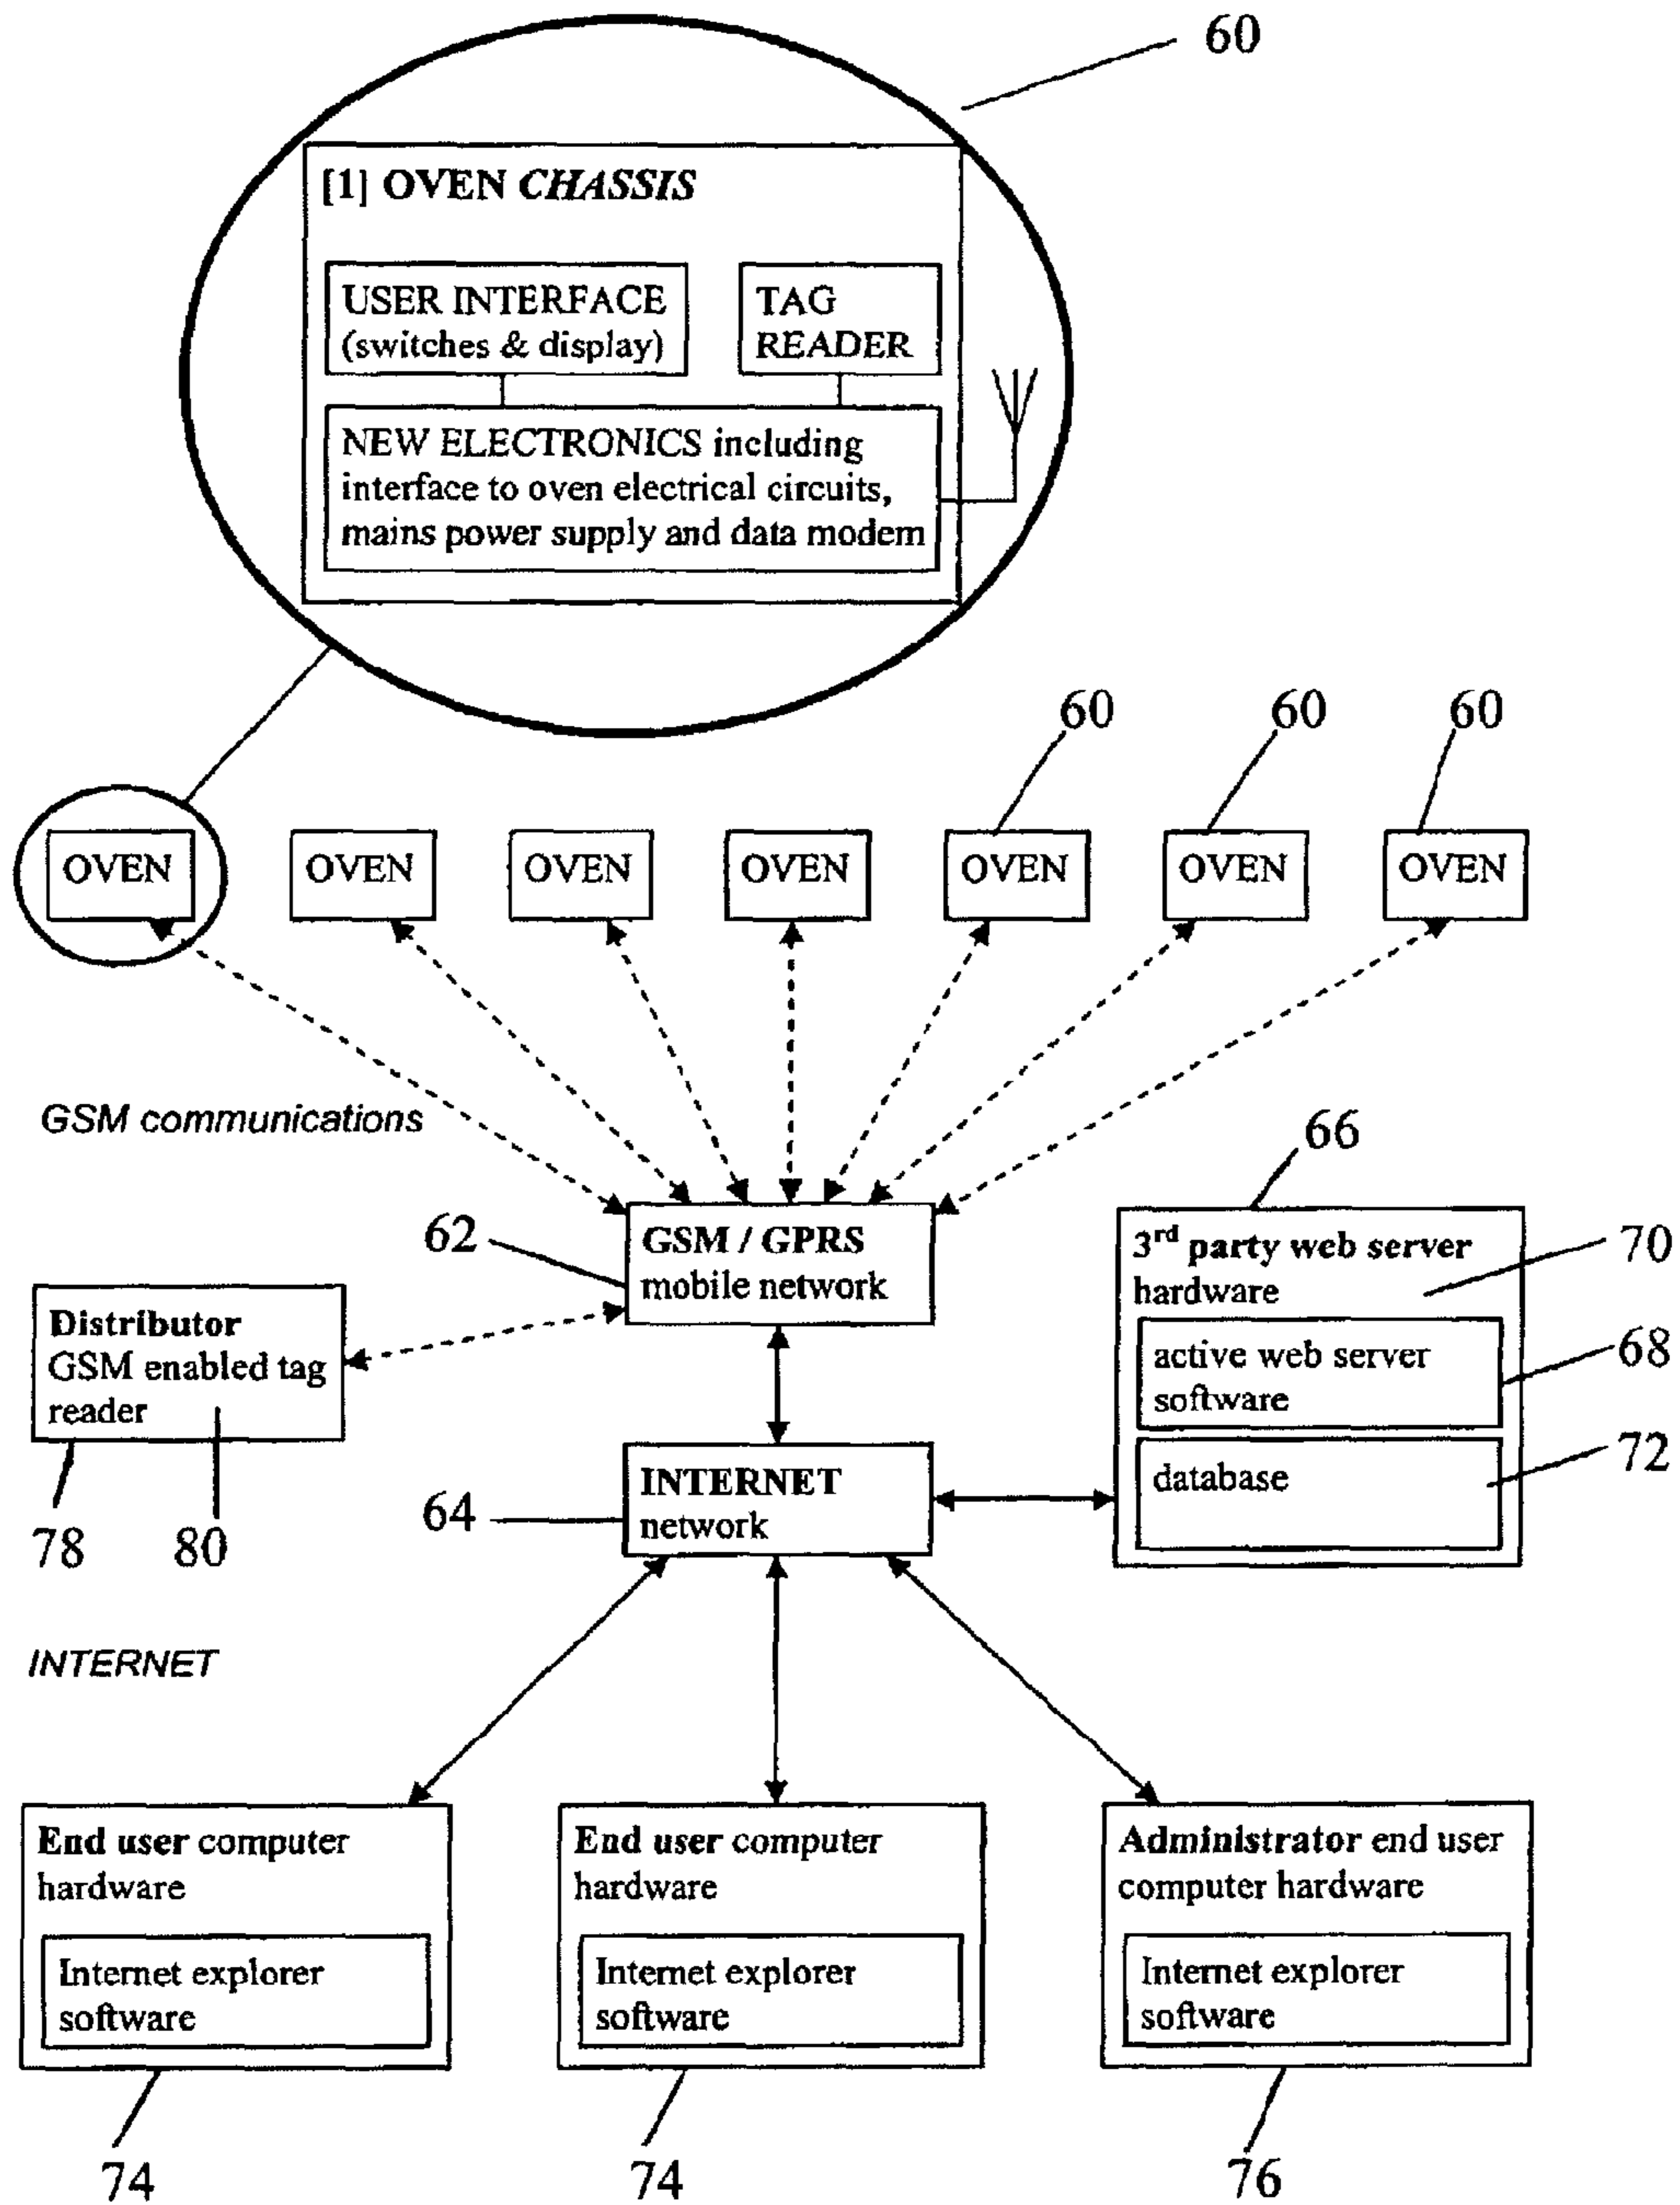 60
[1] OVEN CHASSIS
USER INTERFACE
(switches & display)
TAG
READER
NEW ELECTRONICS including
interface to oven electrical circuits,
mains power supply and data modem
60
60
60
OVEN
OVEN
OVEN
OVEN
OVEN
OVEN
OVEN
GSM communications
66
62
GSM / GPRS
mobile network
3rd party web server
hardware
70
active web server
software
68
database
72
Distributor
GSM enabled tag
reader
78
80
64
INTERNET
network
INTERNET
End user computer
hardware
Internet explorer
software
End user computer
hardware
Internet explorer
software
Administrator end user
computer hardware
Internet explorer
software
74
74
76